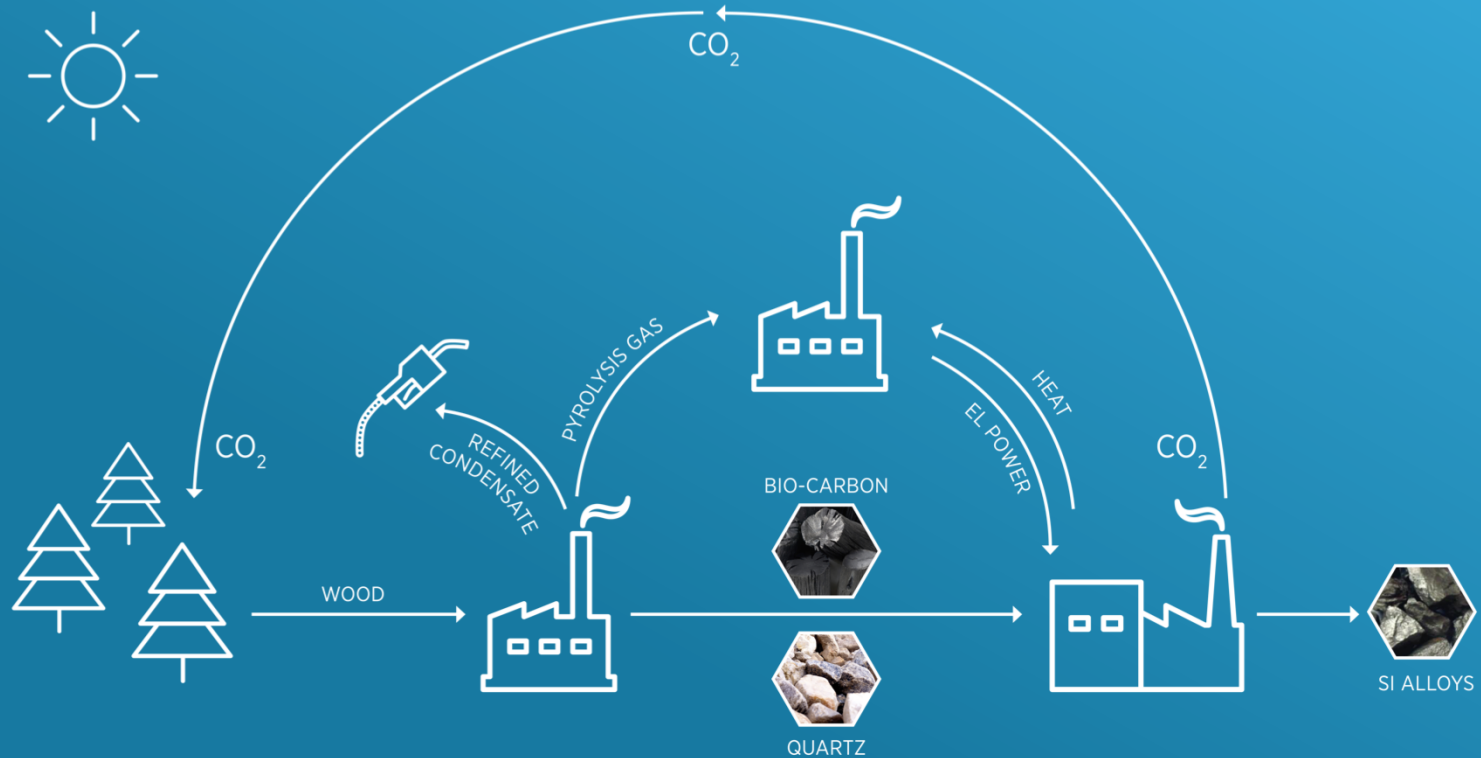 CO₂
PYROLYSIS GAS
HEAT
EL POWER
REFINED
CONDENSATE
CO₂
CO₂
BIO-CARBON
WOOD
SI ALLOYS
QUARTZ